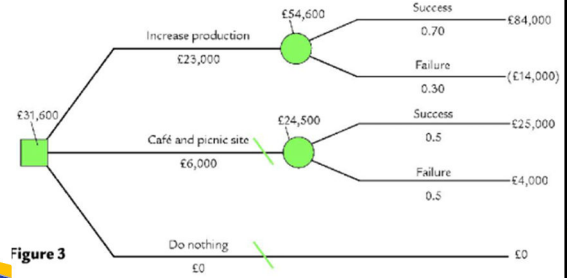 £54,600
Success
£84,000
0.70
Increase production
£23,000
Failure
(£14,000)
0.30
£31,600
£24,500
Success
£25,000
0.5
Café and picnic site
£6,000
Failure
£4,000
0.5
Do nothing
£0
£0
Figure 3